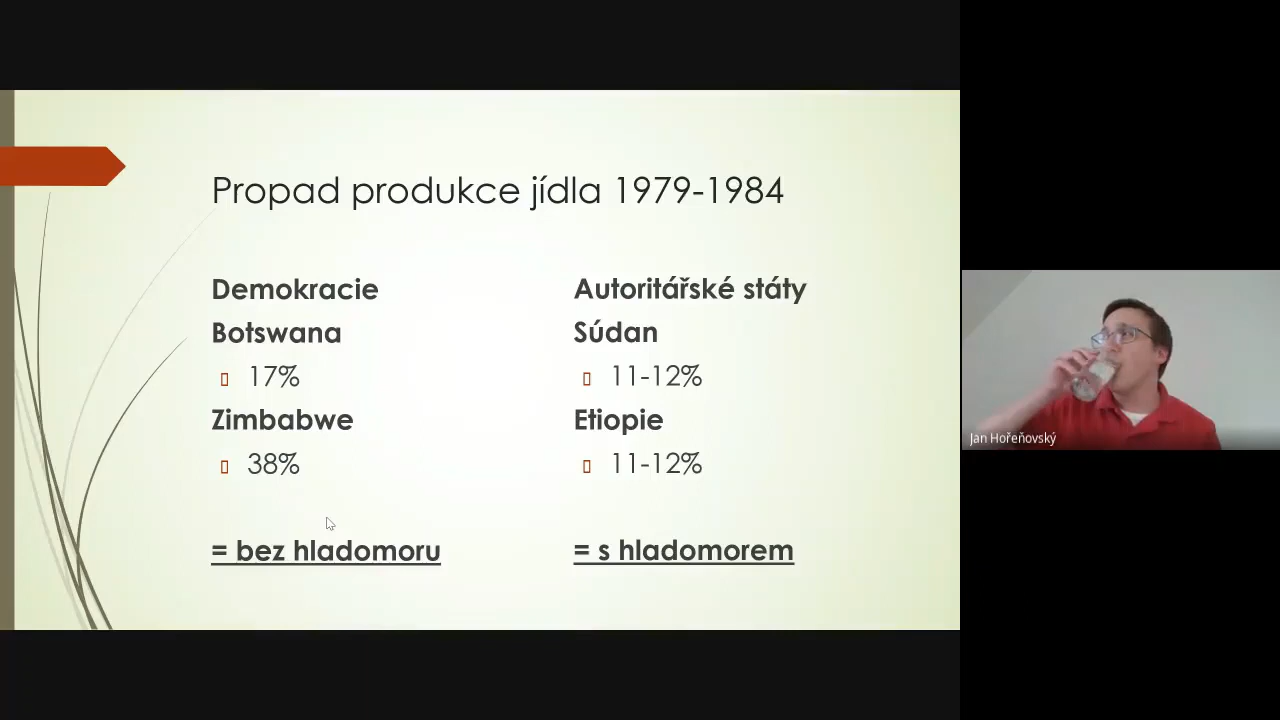 Propad produkce jídla 1979-1984
Demokracie
Botswana
17%
Zimbabwe
38%
= bez hladomoru
Autoritářské státy
Súdan
11-12%
Etiopie
11-12%
= s hladomorem
Jan Hořeňovský